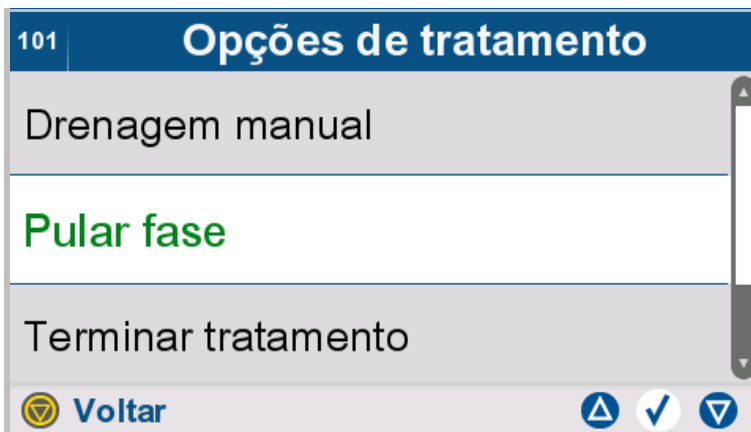 101
Opções de tratamento
Drenagem manual
Pular fase
Terminar tratamento
Voltar